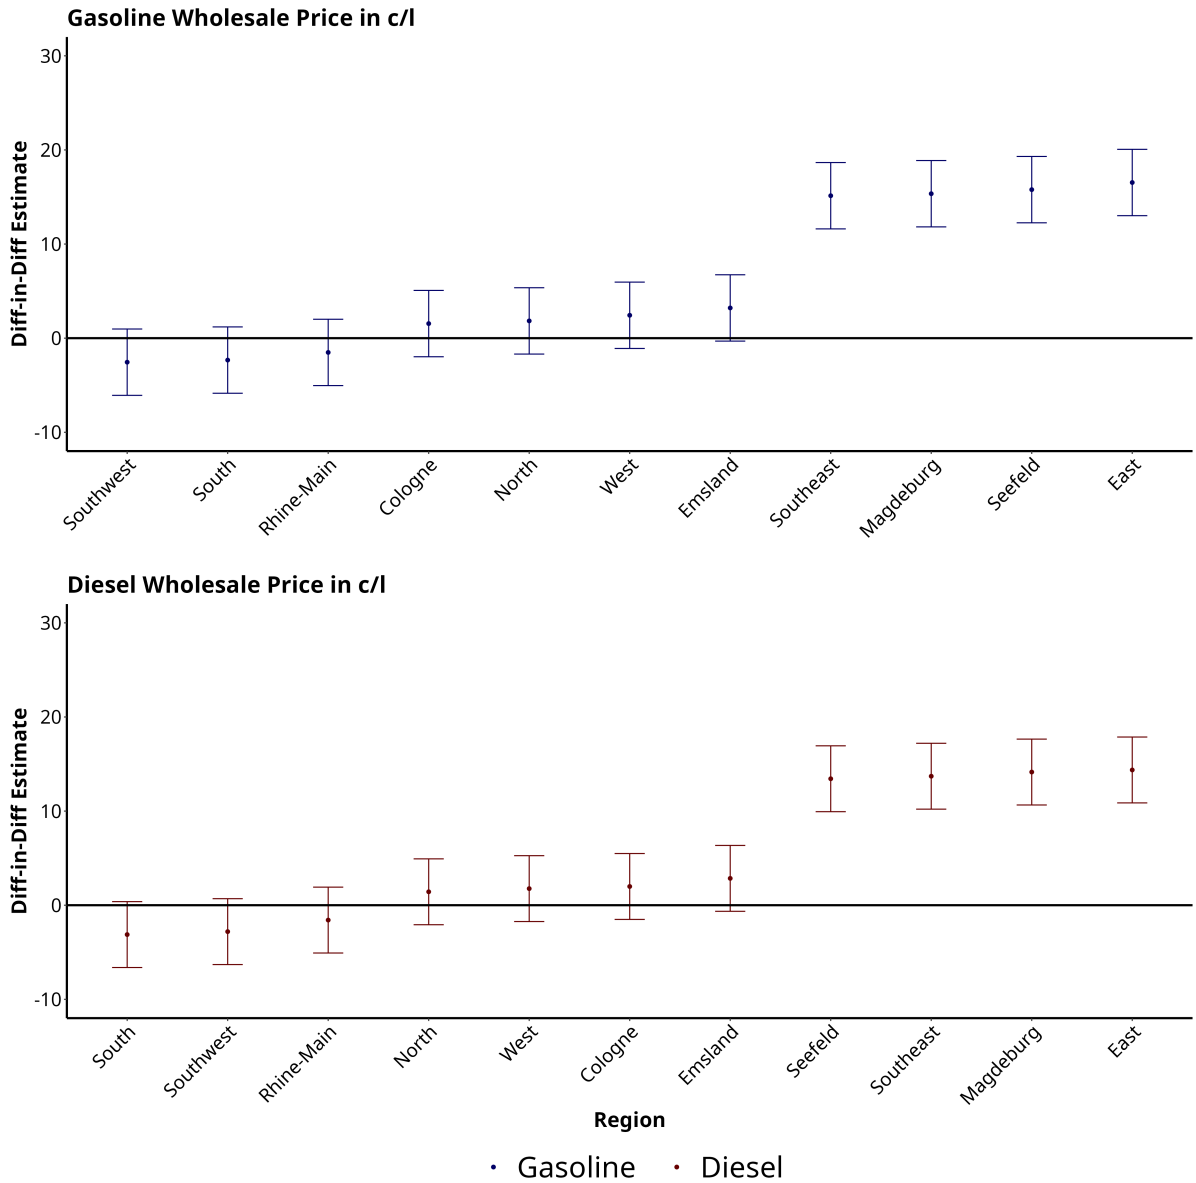 Gasoline Wholesale Price in c/l
Diff-in-Diff Estimate
30
20
10
0
-10
Southwest
South
Rhine-Main
Cologne
North
West
Emsland
Southeast
Magdeburg
Seefeld
East
Diesel Wholesale Price in c/l
Diff-in-Diff Estimate
30
20
10
0
-10
South
Southwest
Rhine-Main
North
West
Cologne
Emsland
Seefeld
Southeast
Magdeburg
East
Region
Gasoline Diesel